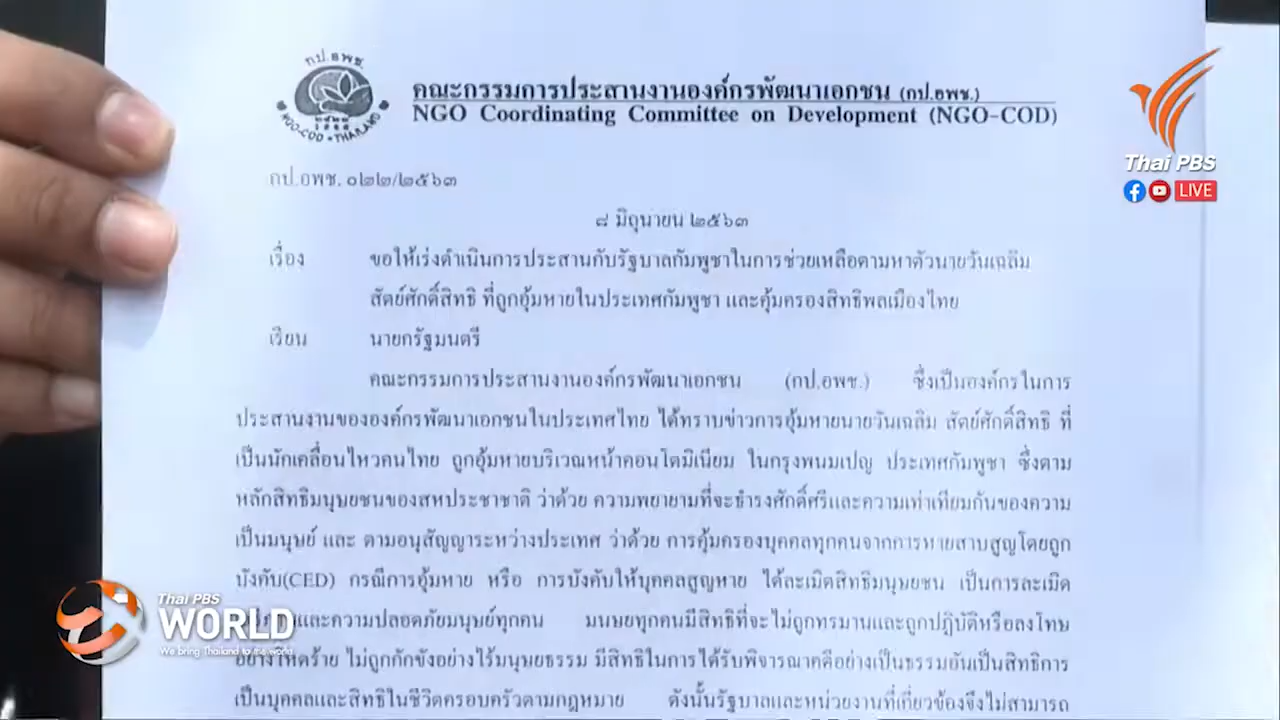 กป.อพช.
NGO-COD • THAILAND
คณะกรรมการประสานงานองค์กรพัฒนาเอกชน (กป.อพช.)
NGO Coordinating Committee on Development (NGO-COD)
Thai PBS
LIVE
กป.อพช. ๐๒๒/๒๕๖๓
๘ มิถุนายน ๒๕๖๓
เรื่อง ขอให้เร่งดำเนินการประสานกับรัฐบาลกัมพูชาในการช่วยเหลือตามหาตัวนายวันเฉลิม
สัตย์ศักดิ์สิทธิ ที่ถูกอุ้มหายในประเทศกัมพูชา และคุ้มครองสิทธิพลเมืองไทย
เรียน นายกรัฐมนตรี
คณะกรรมการประสานงานองค์กรพัฒนาเอกชน (กป.อพช.) ซึ่งเป็นองค์กรในการ
ประสานงานขององค์กรพัฒนาเอกชนในประเทศไทย ได้ทราบข่าวการอุ้มหายนายวันเฉลิม สัตย์ศักดิ์สิทธิ ที่
เป็นนักเคลื่อนไหวคนไทย ถูกอุ้มหายบริเวณหน้าคอนโดมิเนียม ในกรุงพนมเปญ ประเทศกัมพูชา ซึ่งตาม
หลักสิทธิมนุษยชนของสหประชาชาติ ว่าด้วย ความพยายามที่จะธำรงศักดิ์ศรีและความเท่าเทียมกันของความ
เป็นมนุษย์ และ ตามอนุสัญญาระหว่างประเทศ ว่าด้วย การคุ้มครองบุคคลทุกคนจากการหายสาบสูญโดยถูก
บังคับ(CED) กรณีการอุ้มหาย หรือ การบังคับให้บุคคลสูญหาย ได้ละเมิดสิทธิมนุษยชน เป็นการละเมิด
และความปลอดภัยมนุษย์ทุกคน มนุษยทุกคนมีสิทธิที่จะไม่ถูกทรมานและถูกปฏิบัติหรือลงโทษ
อย่างโหดร้าย ไม่ถูกกักขังอย่างไร้มนุษยธรรม มีสิทธิในการได้รับพิจารณาคดีอย่างเป็นธรรมอันเป็นสิทธิการ
เป็นบุคคลและสิทธิในชีวิตครอบครัวตามกฎหมาย ดังนั้นรัฐบาลและหน่วยงานที่เกี่ยวข้องจึงไม่สามารถ
Thai PBS
WORLD
We bring Thailand to the world